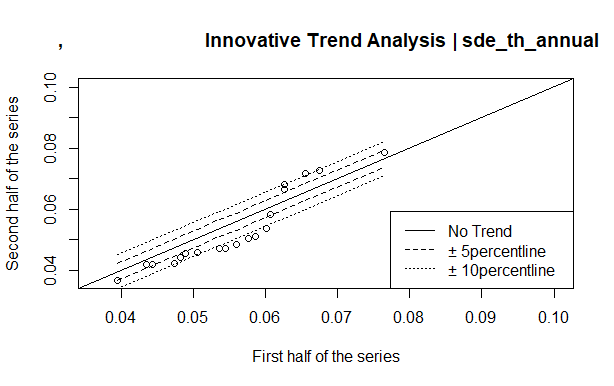 , Innovative Trend Analysis | sde_th_annual
Second half of the series
0.10
0.08
0.06
0.04
No Trend
± 5percentline
± 10percentline
0.04 0.05 0.06 0.07 0.08 0.09 0.10
First half of the series